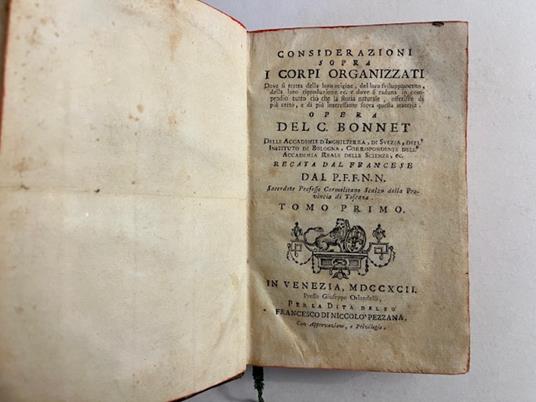 CONSIDERAZIONI
SOPRA
I CORPI ORGANIZZATI
Dove si tratta della loro origine, del loro sviluppamento,
della loro riproduzione ec. e dove si raduna in com-
pendio tutto ciò che la storia naturale, offerisce di
più certo, e di più interessante sopra questa materia:
OPERA
DEL C. BONNET
DELLE ACCADEMIE D'INGHILTERRA, DI SVEZIA, DELL'
INSTITUTO DI BOLOGNA, CORRISPONDENTE DELL'
ACCADEMIA REALE DELLE SCIENZE, ec.
RECATA DAL FRANCESE
DAL P. F. F. N. N.
Sacerdote Professo Carmelitano Scalzo della Pro-
vincia di Toscana.
TOMO PRIMO.
IN VENEZIA, MDCCXCII.
Presso Giuseppe Orlandelli,
PER LA DITA DEL FU
FRANCESCO DI NICCOLO' PEZZANA.
Con Approvazione, e Privilegio.